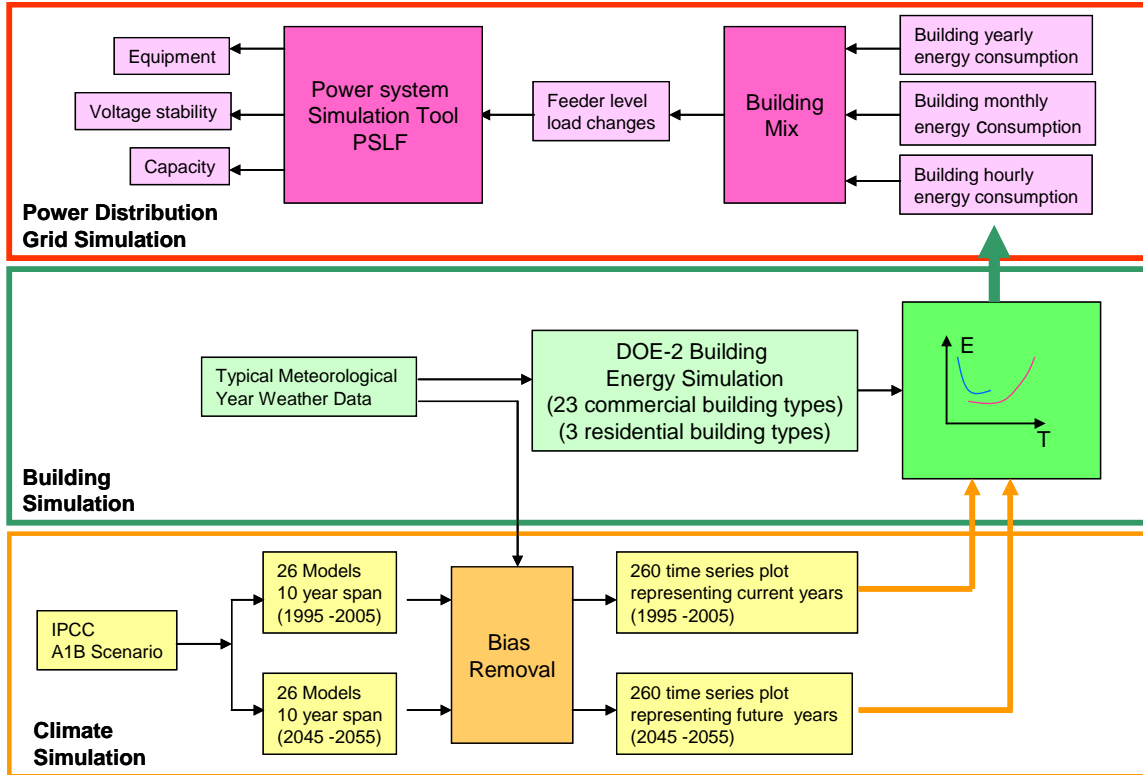 Equipment
Voltage stability
Capacity
Power system
Simulation Tool
PSLF
Feeder level
load changes
Building
Mix
Building yearly
energy consumption
Building monthly
energy consumption
Building hourly
energy consumption
Power Distribution
Grid Simulation
Typical Meteorological
Year Weather Data
DOE-2 Building
Energy Simulation
(23 commercial building types)
(3 residential building types)
E
T
Building
Simulation
IPCC
A1B Scenario
26 Models
10 year span
(1995 -2005)
26 Models
10 year span
(2045 -2055)
Bias
Removal
260 time series plot
representing current years
(1995 -2005)
260 time series plot
representing future  years
(2045 -2055)
Climate
Simulation